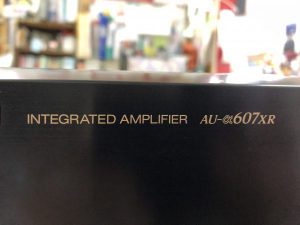 INTEGRATED AMPLIFIER AU-α607XR